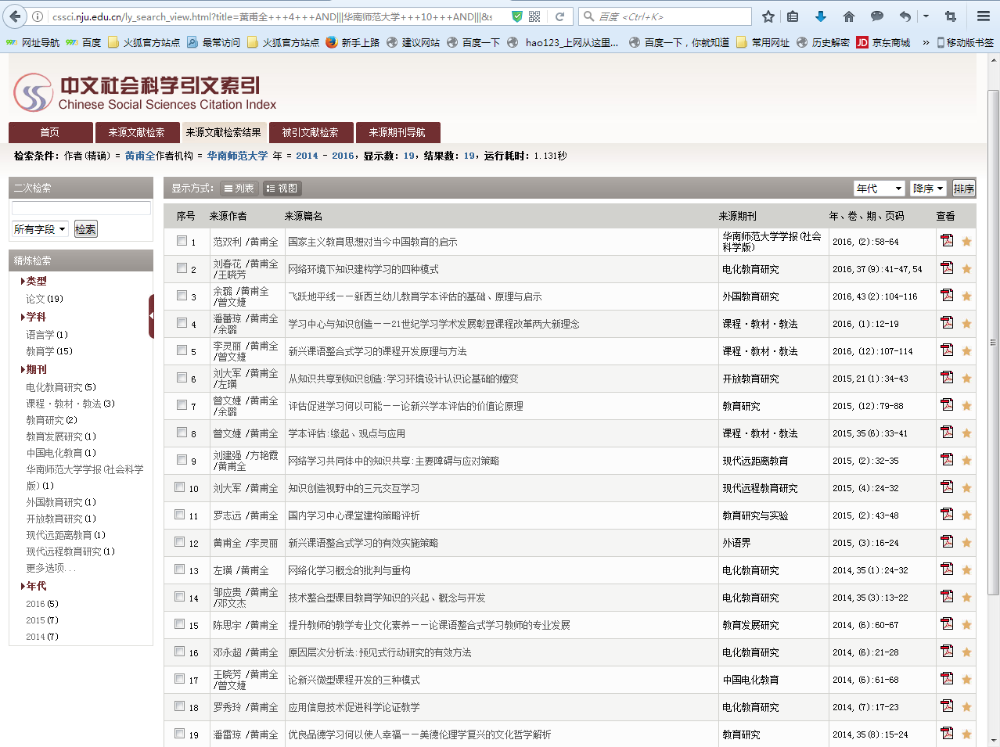 cssci.nju.edu.cn/ly_search_view.html?title=黄甫全+++4+++AND|||华南师范大学+++10+++AND|||&s
百度 <Ctrl+K>
网址导航 百度 火狐官方站点 最常访问 火狐官方站点 新手上路 建议网站 百度一下 hao123_上网从这里... 百度一下，你就知道 常用网址 历史解密 京东商城 » 移动版书签
中文社会科学引文索引
Chinese Social Sciences Citation Index
首页 来源文献检索 来源文献检索结果 被引文献检索 来源期刊导航
检索条件: 作者(精确) = 黄甫全作者机构 = 华南师范大学 年 = 2014 - 2016, 显示数: 19, 结果数: 19, 运行耗时: 1.131秒
二次检索
所有字段 检索
精炼检索
类型
论文(19)
学科
语言学(1)
教育学(15)
期刊
电化教育研究(5)
课程·教材·教法(3)
教育研究(2)
教育发展研究(1)
中国电化教育(1)
华南师范大学学报(社会科学
版)(1)
外国教育研究(1)
开放教育研究(1)
现代远距离教育(1)
现代远程教育研究(1)
更多选项...
年代
2016(5)
2015(7)
2014(7)
显示方式: 列表 视图 年代 降序 排序
序号 来源作者 来源篇名 来源期刊 年、卷、期、页码 查看
1 范双利 /黄甫全 国家主义教育思想对当今中国教育的启示 华南师范大学学报(社会科学版) 2016,(2):58-64
2 刘春花 /黄甫全 /王晓芳 网络环境下知识建构学习的四种模式 电化教育研究 2016,37(9):41-47,54
3 余璐 /黄甫全 /曾文婕 飞跃地平线——新西兰幼儿教育学本评估的基础、原理与启示 外国教育研究 2016,43(2):104-116
4 潘蕾琼 /黄甫全 /余璐 学习中心与知识创造——21世纪学习学术发展彰显课程改革两大新理念 课程·教材·教法 2016,(1):12-19
5 李灵丽 /黄甫全 /曾文婕 新兴课语整合式学习的课程开发原理与方法 课程·教材·教法 2016,(12):107-114
6 刘大军 /黄甫全 /左璜 从知识共享到知识创造:学习环境设计认识论基础的嬗变 开放教育研究 2015,21(1):34-43
7 曾文婕 /黄甫全 /余璐 评估促进学习何以可能——论新兴学本评估的价值论原理 教育研究 2015,(12):79-88
8 曾文婕 /黄甫全 学本评估:缘起、观点与应用 课程·教材·教法 2015,35(6):33-41
9 刘建强 /方艳霞 /黄甫全 网络学习共同体中的知识共享:主要障碍与应对策略 现代远距离教育 2015,(2):32-35
10 刘大军 /黄甫全 知识创造视野中的三元交互学习 现代远程教育研究 2015,(4):24-32
11 罗志远 /黄甫全 国内学习中心课堂建构策略评析 教育研究与实验 2015,(2):43-48
12 黄甫全 /李灵丽 新兴课语整合式学习的有效实施策略 外语界 2015,(3):16-24
13 左璜 /黄甫全 网络化学习概念的批判与重构 电化教育研究 2014,35(1):24-32
14 邹应贵 /黄甫全 /邓文杰 技术整合型课目教育学知识的兴起、概念与开发 电化教育研究 2014,35(3):13-22
15 陈思宇 /黄甫全 提升教师的教学专业文化素养——论课语整合式学习教师的专业发展 教育发展研究 2014,(6):60-67
16 邓永超 /黄甫全 原因层次分析法:预见式行动研究的有效方法 电化教育研究 2014,(6):21-28
17 王晓芳 /黄甫全 /曾文婕 论新兴微型课程开发的三种模式 中国电化教育 2014,(6):61-68
18 罗秀玲 /黄甫全 应用信息技术促进科学论证教学 电化教育研究 2014,(7):17-23
19 潘蕾琼 /黄甫全 优良品德学习何以使人幸福——美德伦理学复兴的文化哲学解析 教育研究 2014,35(8):15-24